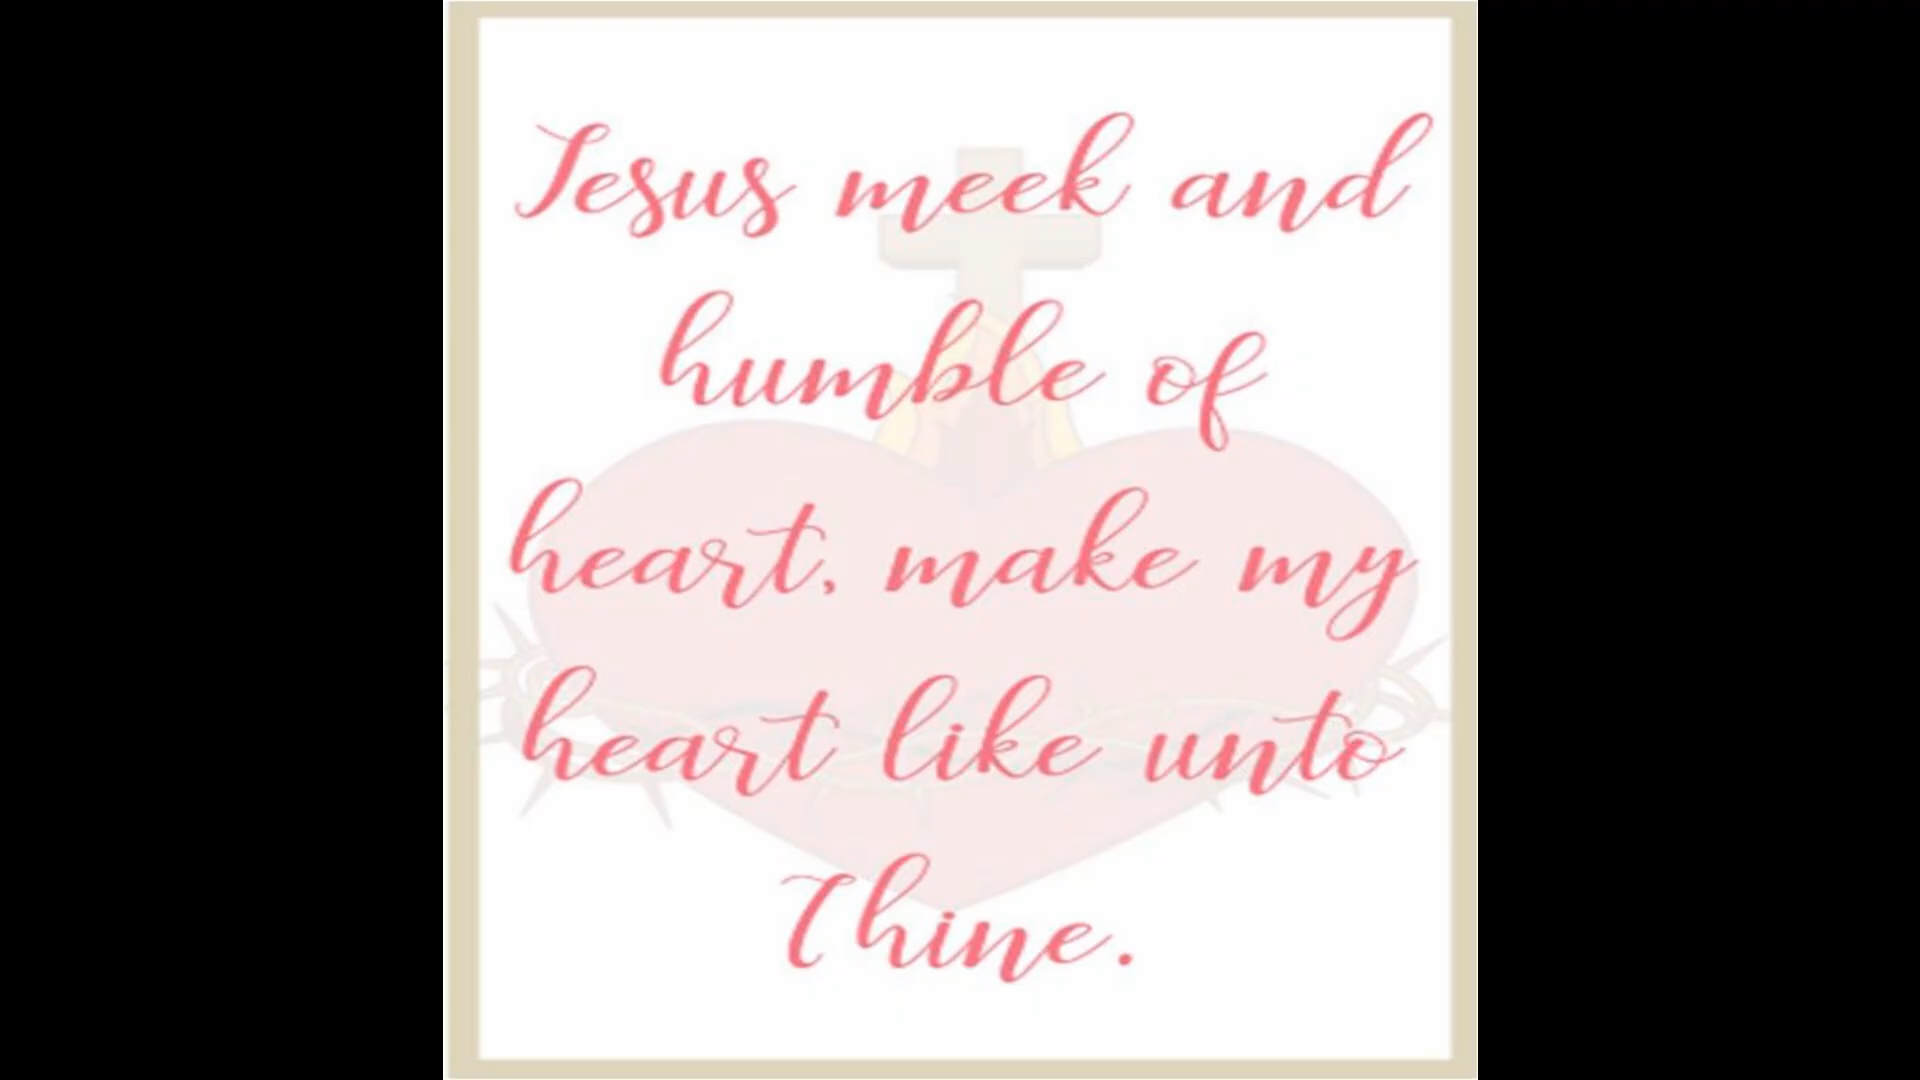 Jesus meek and
humble of
heart, make my
heart like unto
Thine.